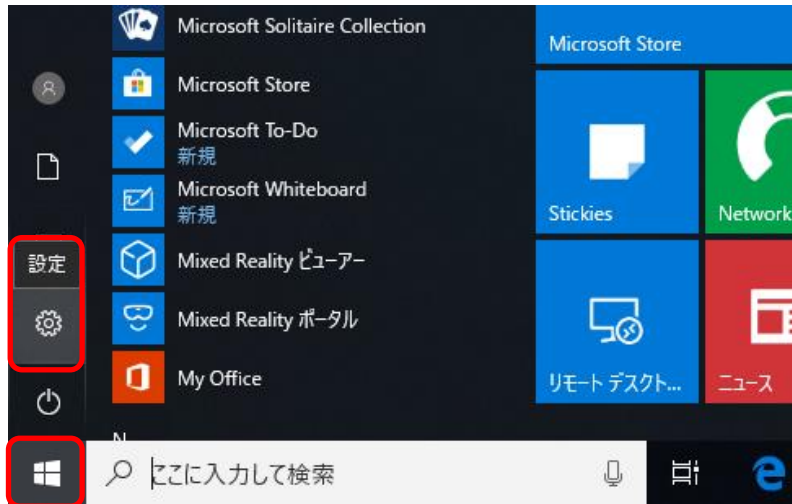 Microsoft Solitaire Collection
Microsoft Store
Microsoft To-Do
新規
Microsoft Whiteboard
新規
Mixed Reality ビューアー
Mixed Reality ポータル
My Office
N
設定
Microsoft Store
Stickies
Network
リモート デスクト...
ニュース
ここに入力して検索